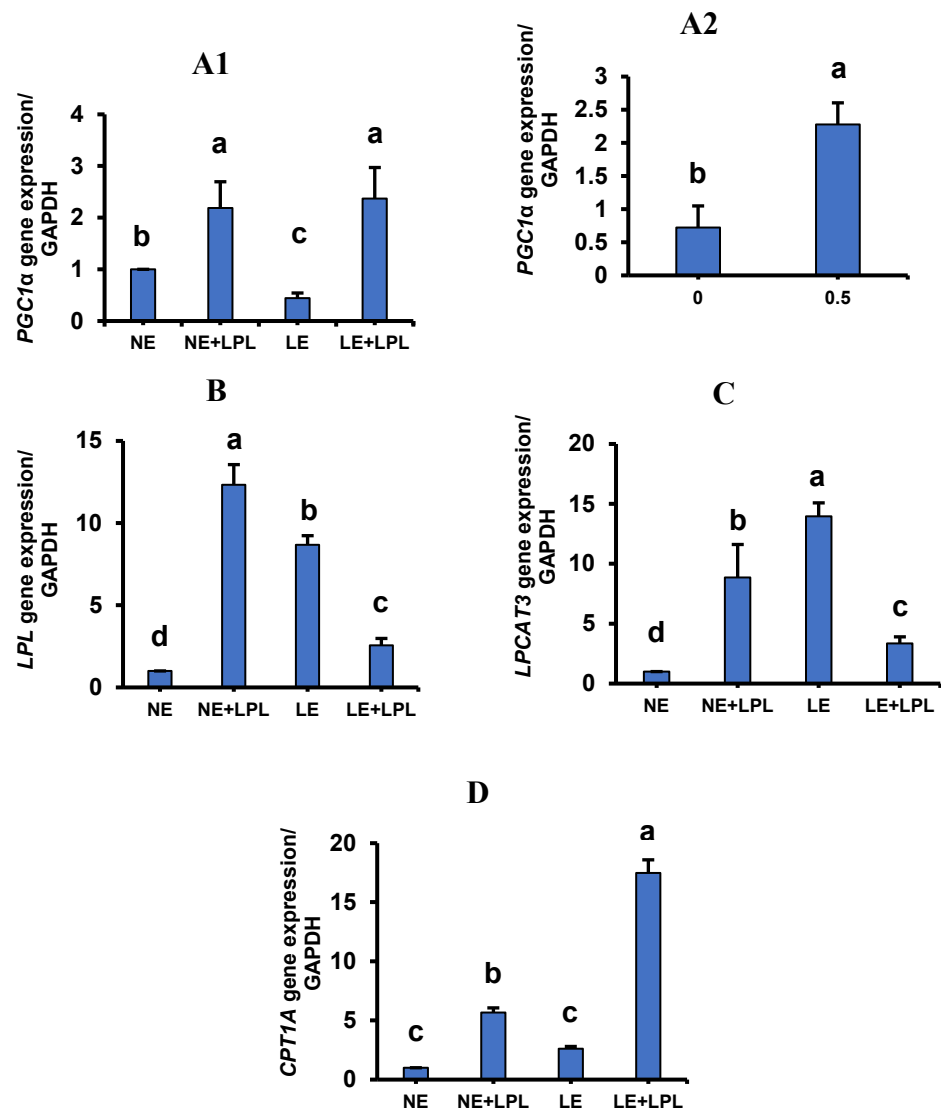 A1
PGC1α gene expression/
GAPDH
4
3
2
1
0
b
a
c
a
NE
NE+LPL
LE
LE+LPL
A2
PGC1α gene expression/
GAPDH
3
2.5
2
1.5
1
0.5
0
b
a
0
0.5
B
LPL gene expression/
GAPDH
15
10
5
0
d
a
b
c
NE
NE+LPL
LE
LE+LPL
C
LPCAT3 gene expression/
GAPDH
20
15
10
5
0
d
b
a
c
NE
NE+LPL
LE
LE+LPL
D
CPT1A gene expression/
GAPDH
20
15
10
5
0
c
b
c
a
NE
NE+LPL
LE
LE+LPL